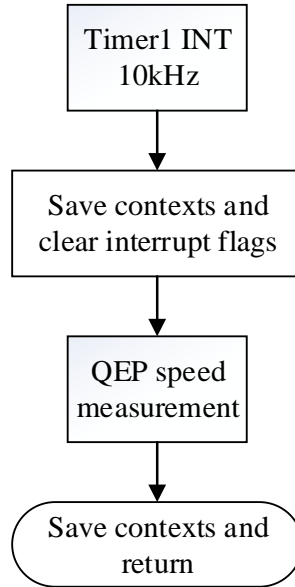 Timer1 INT
10kHz
Save contexts and
clear interrupt flags
QEP speed
measurement
Save contexts and
return